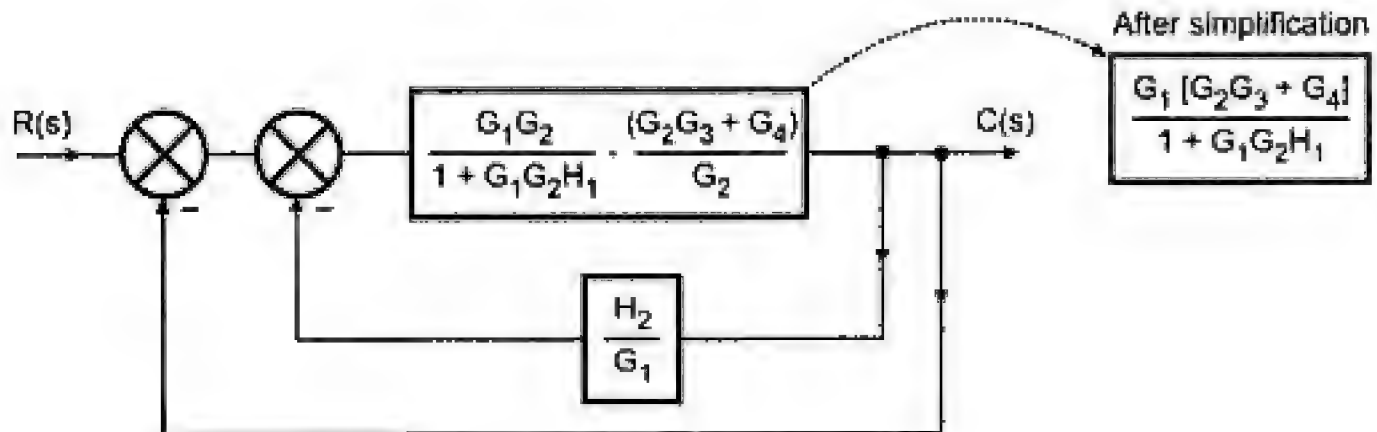 After simplification
G₁ [G₂G₃ + G₄]
1 + G₁G₂H₁
R(s)
G₁G₂
1 + G₁G₂H₁
·
(G₂G₃ + G₄)
G₂
C(s)
−
−
H₂
G₁